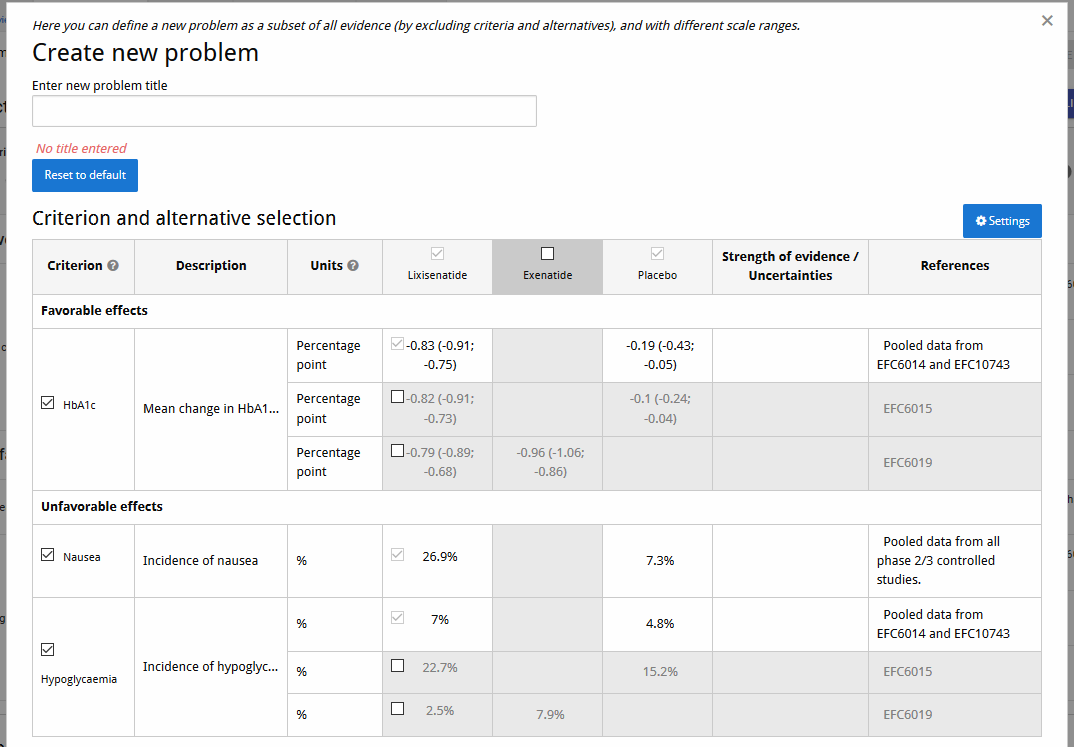 Here you can define a new problem as a subset of all evidence (by excluding criteria and alternatives), and with different scale ranges.
Create new problem
Enter new problem title
No title entered
Reset to default
Criterion and alternative selection
Settings
Criterion
Description
Units
Lixisenatide
Exenatide
Placebo
Strength of evidence /
Uncertainties
References
Favorable effects
HbA1c
Mean change in HbA1...
Percentage
point
-0.83 (-0.91;
-0.75)
-0.19 (-0.43;
-0.05)
Pooled data from
EFC6014 and EFC10743
Percentage
point
-0.82 (-0.91;
-0.73)
-0.1 (-0.24;
-0.04)
EFC6015
Percentage
point
-0.79 (-0.89;
-0.68)
-0.96 (-1.06;
-0.86)
EFC6019
Unfavorable effects
Nausea
Incidence of nausea
%
26.9%
7.3%
Pooled data from all
phase 2/3 controlled
studies.
Hypoglycaemia
Incidence of hypoglyc...
%
7%
4.8%
Pooled data from
EFC6014 and EFC10743
%
22.7%
15.2%
EFC6015
%
2.5%
7.9%
EFC6019